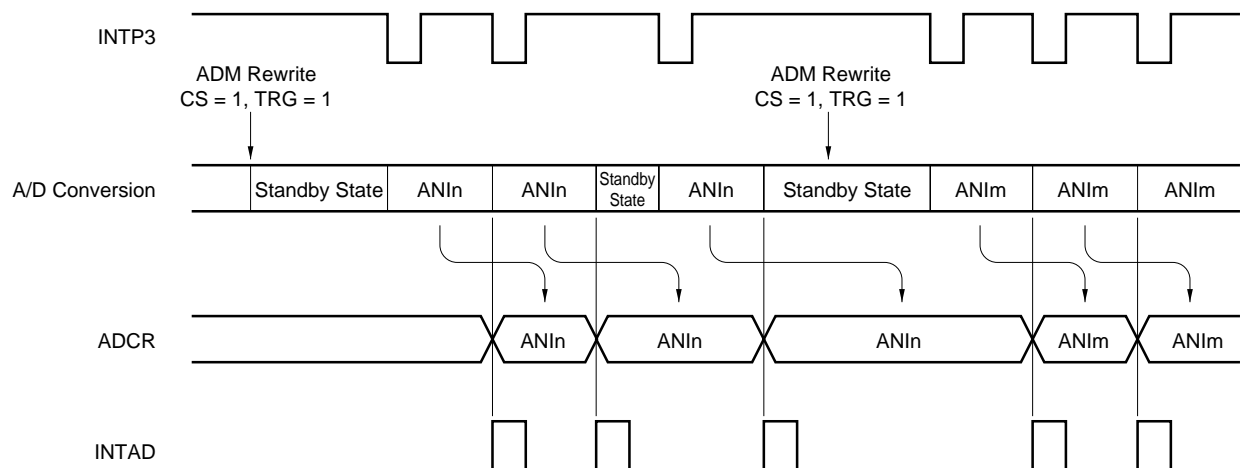 INTP3
ADM Rewrite ADM Rewrite
CS = 1, TRG = 1 CS = 1, TRG = 1
A/D Conversion Standby State ANIn ANIn Standby State ANIn Standby State ANIm ANIm ANIm
ADCR ANIn ANIn ANIn ANIm ANIm
INTAD